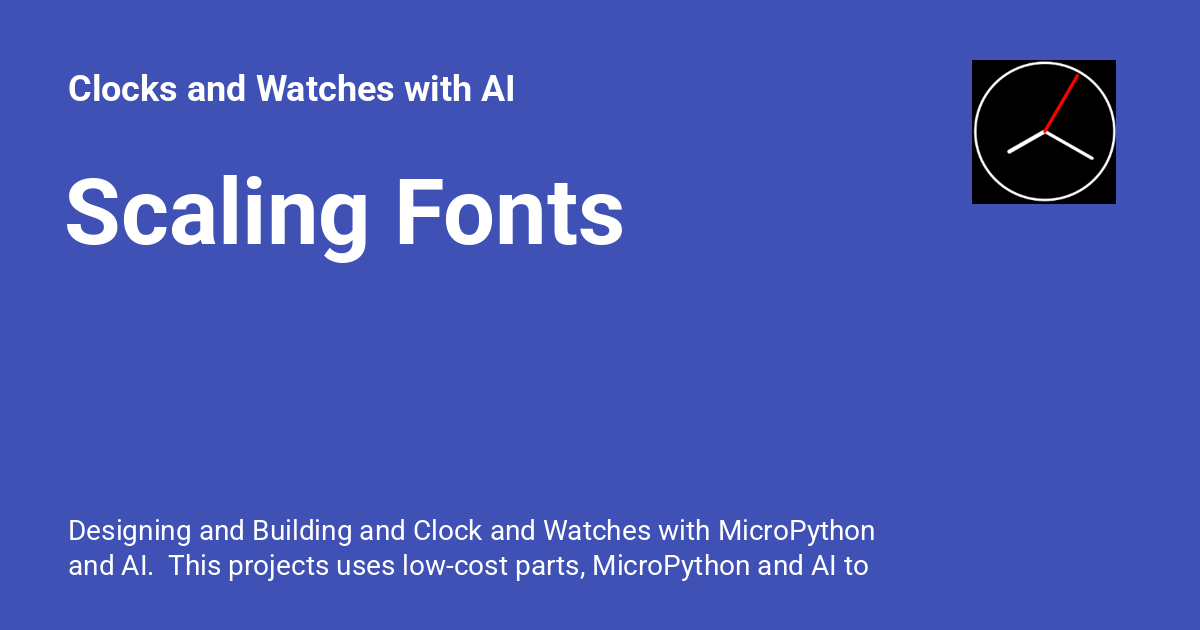 Clocks and Watches with AI
Scaling Fonts
Designing and Building and Clock and Watches with MicroPython
and AI.  This projects uses low-cost parts, MicroPython and AI to